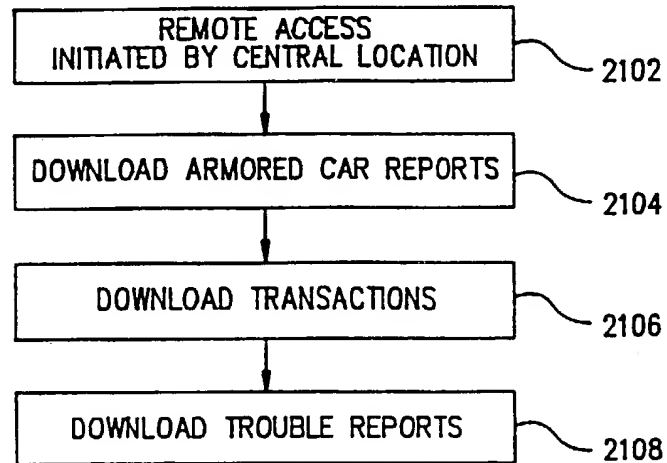 REMOTE ACCESS
INITIATED BY CENTRAL LOCATION
2102
DOWNLOAD ARMORED CAR REPORTS
2104
DOWNLOAD TRANSACTIONS
2106
DOWNLOAD TROUBLE REPORTS
2108